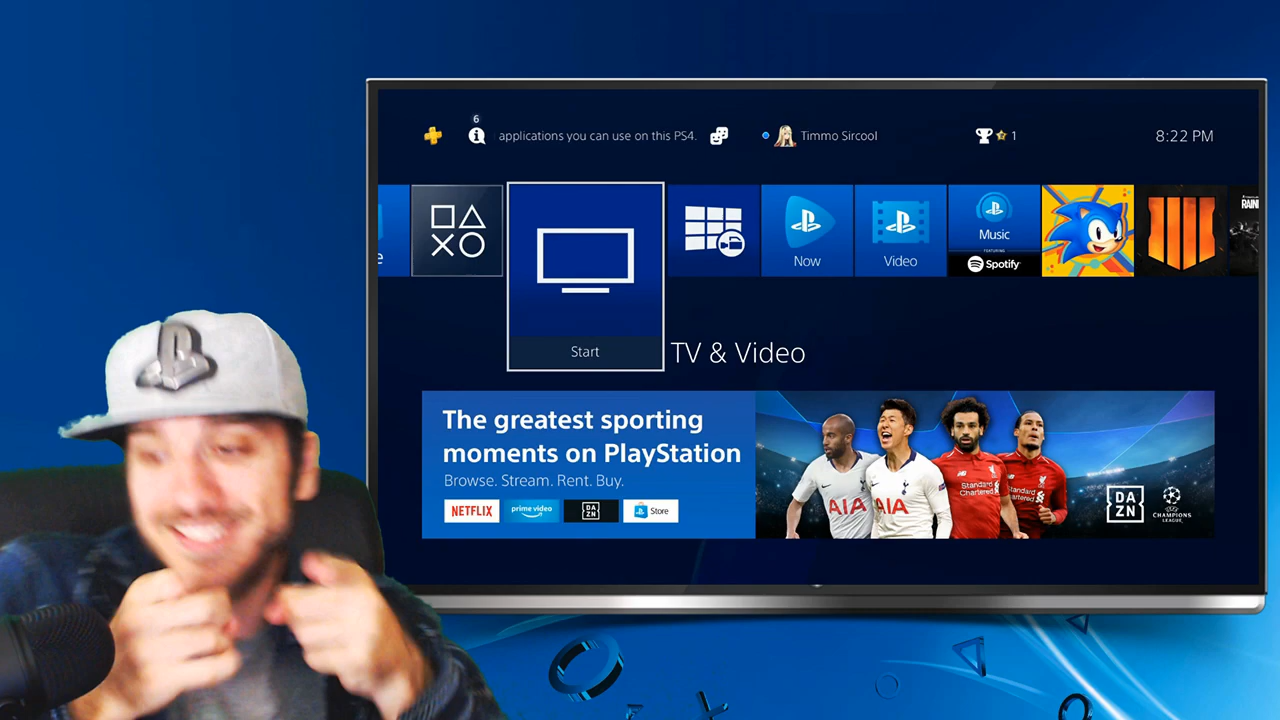 6
applications you can use on this PS4.
Timmo Sircool
1
8:22 PM
e
Now
Video
Music
FEATURING
Spotify
IIII
RAIN
Start
TV & Video
The greatest sporting
moments on PlayStation
Browse. Stream. Rent. Buy.
NETFLIX
prime video
DAZN
Store
AIA
AIA
Standard
Chartered
Standard
Chartered
DAZN
CHAMPIONS
LEAGUE